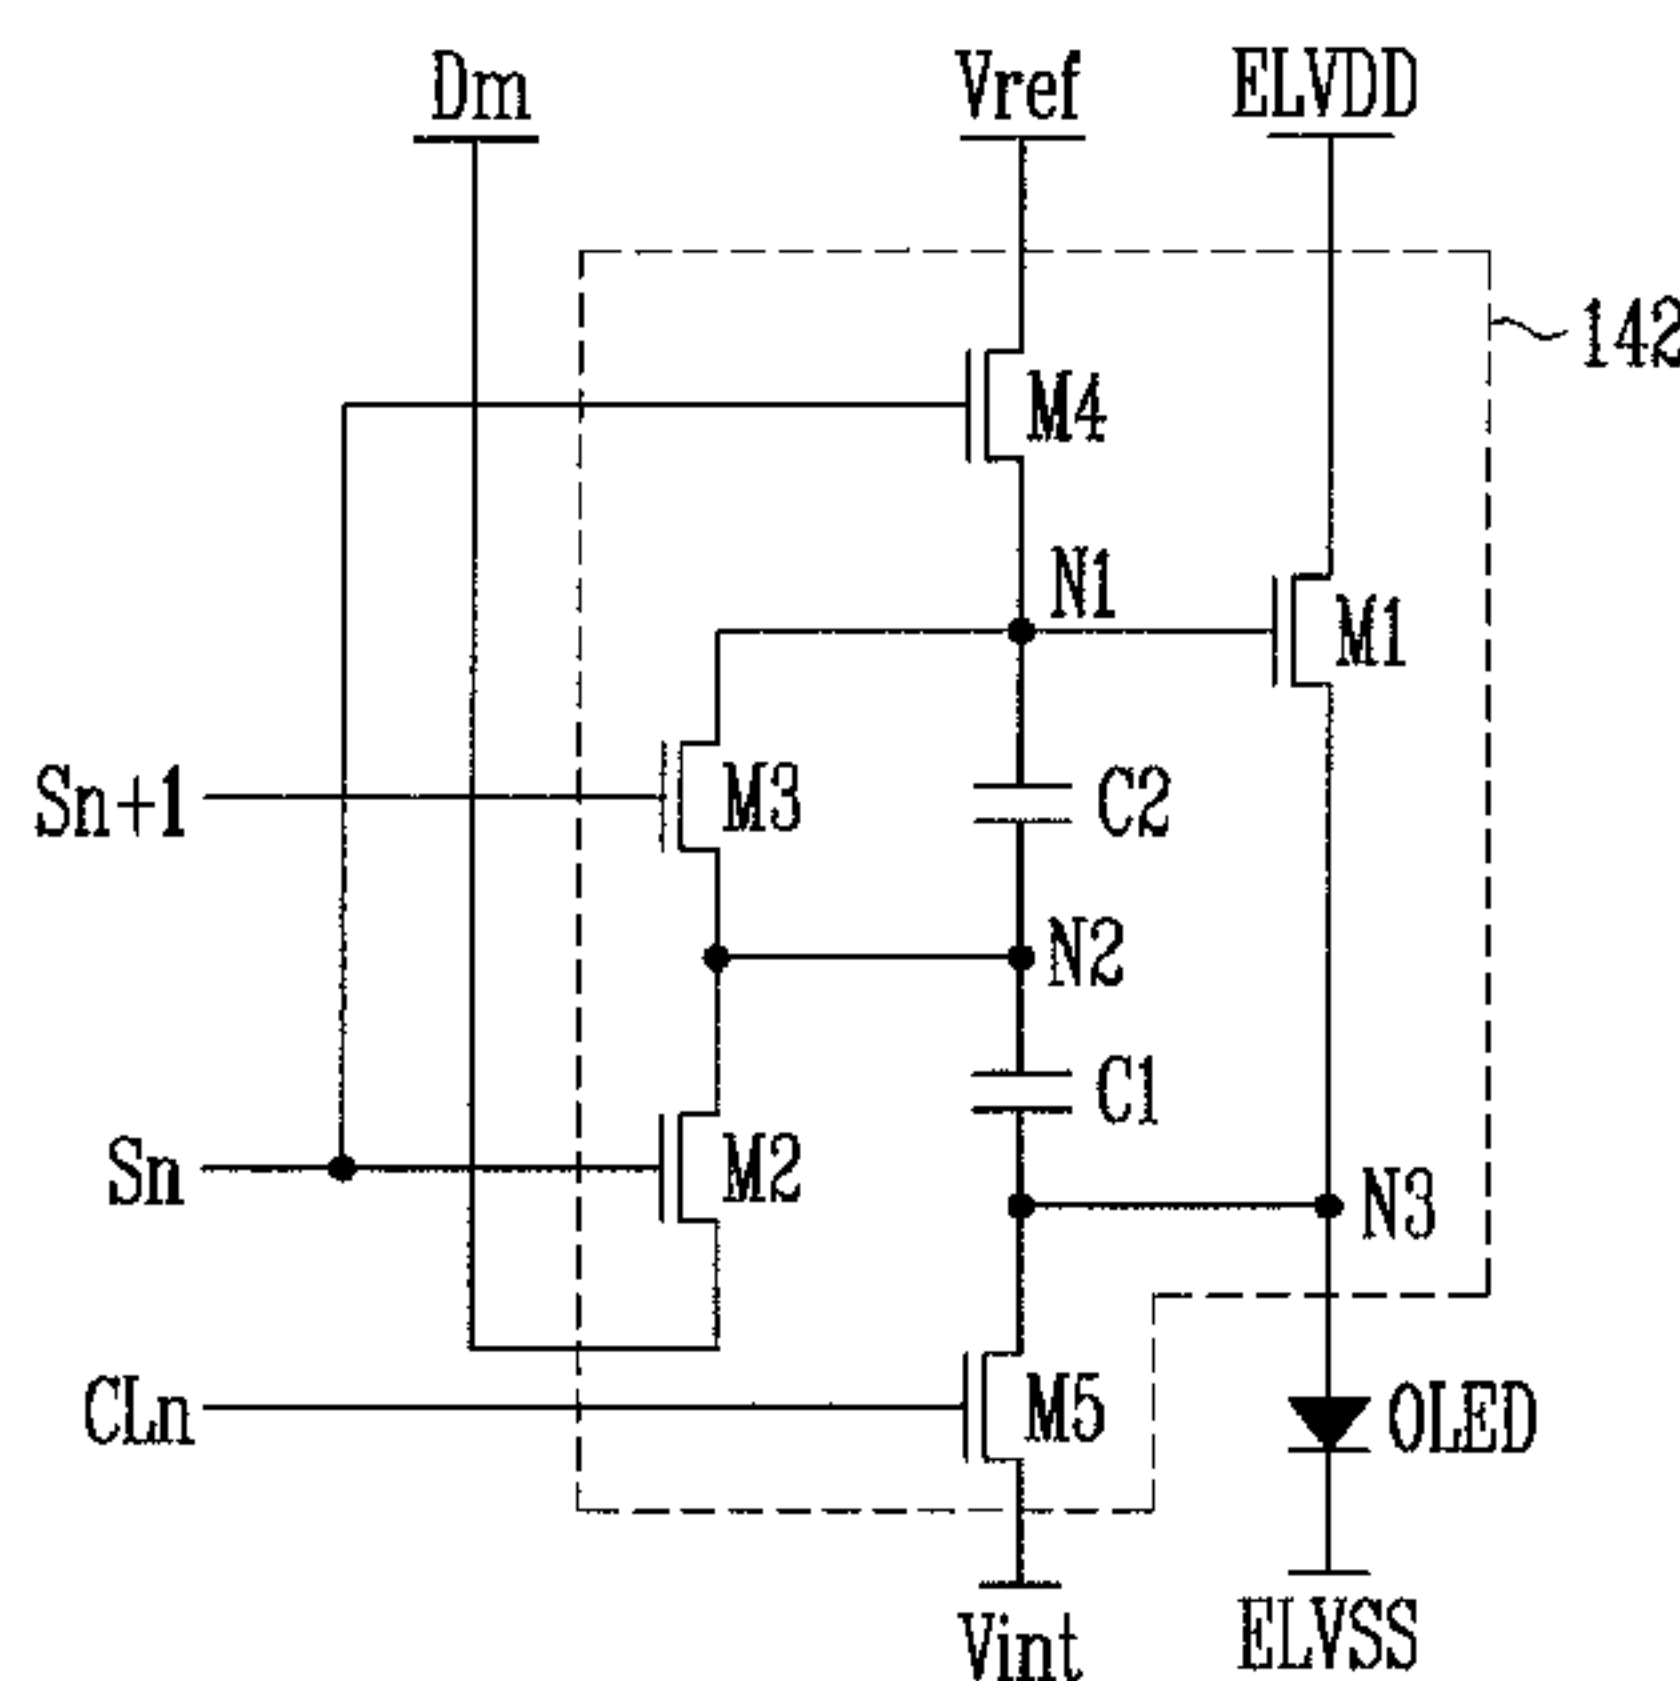 Dm
Vref
ELVDD
142
M4
N1
M1
Sn+1
M3
C2
N2
C1
Sn
M2
N3
CLn
M5
OLED
Vint
ELVSS